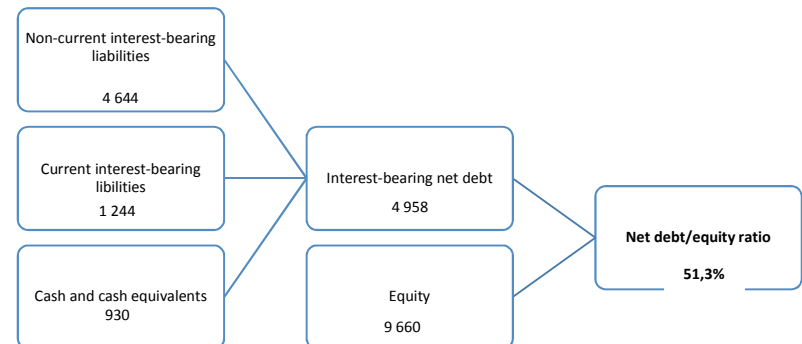 Non-current interest-bearing
liabilities
4 644
Current interest-bearing
libilities
1 244
Cash and cash equivalents
930
Interest-bearing net debt
4 958
Equity
9 660
Net debt/equity ratio
51,3%